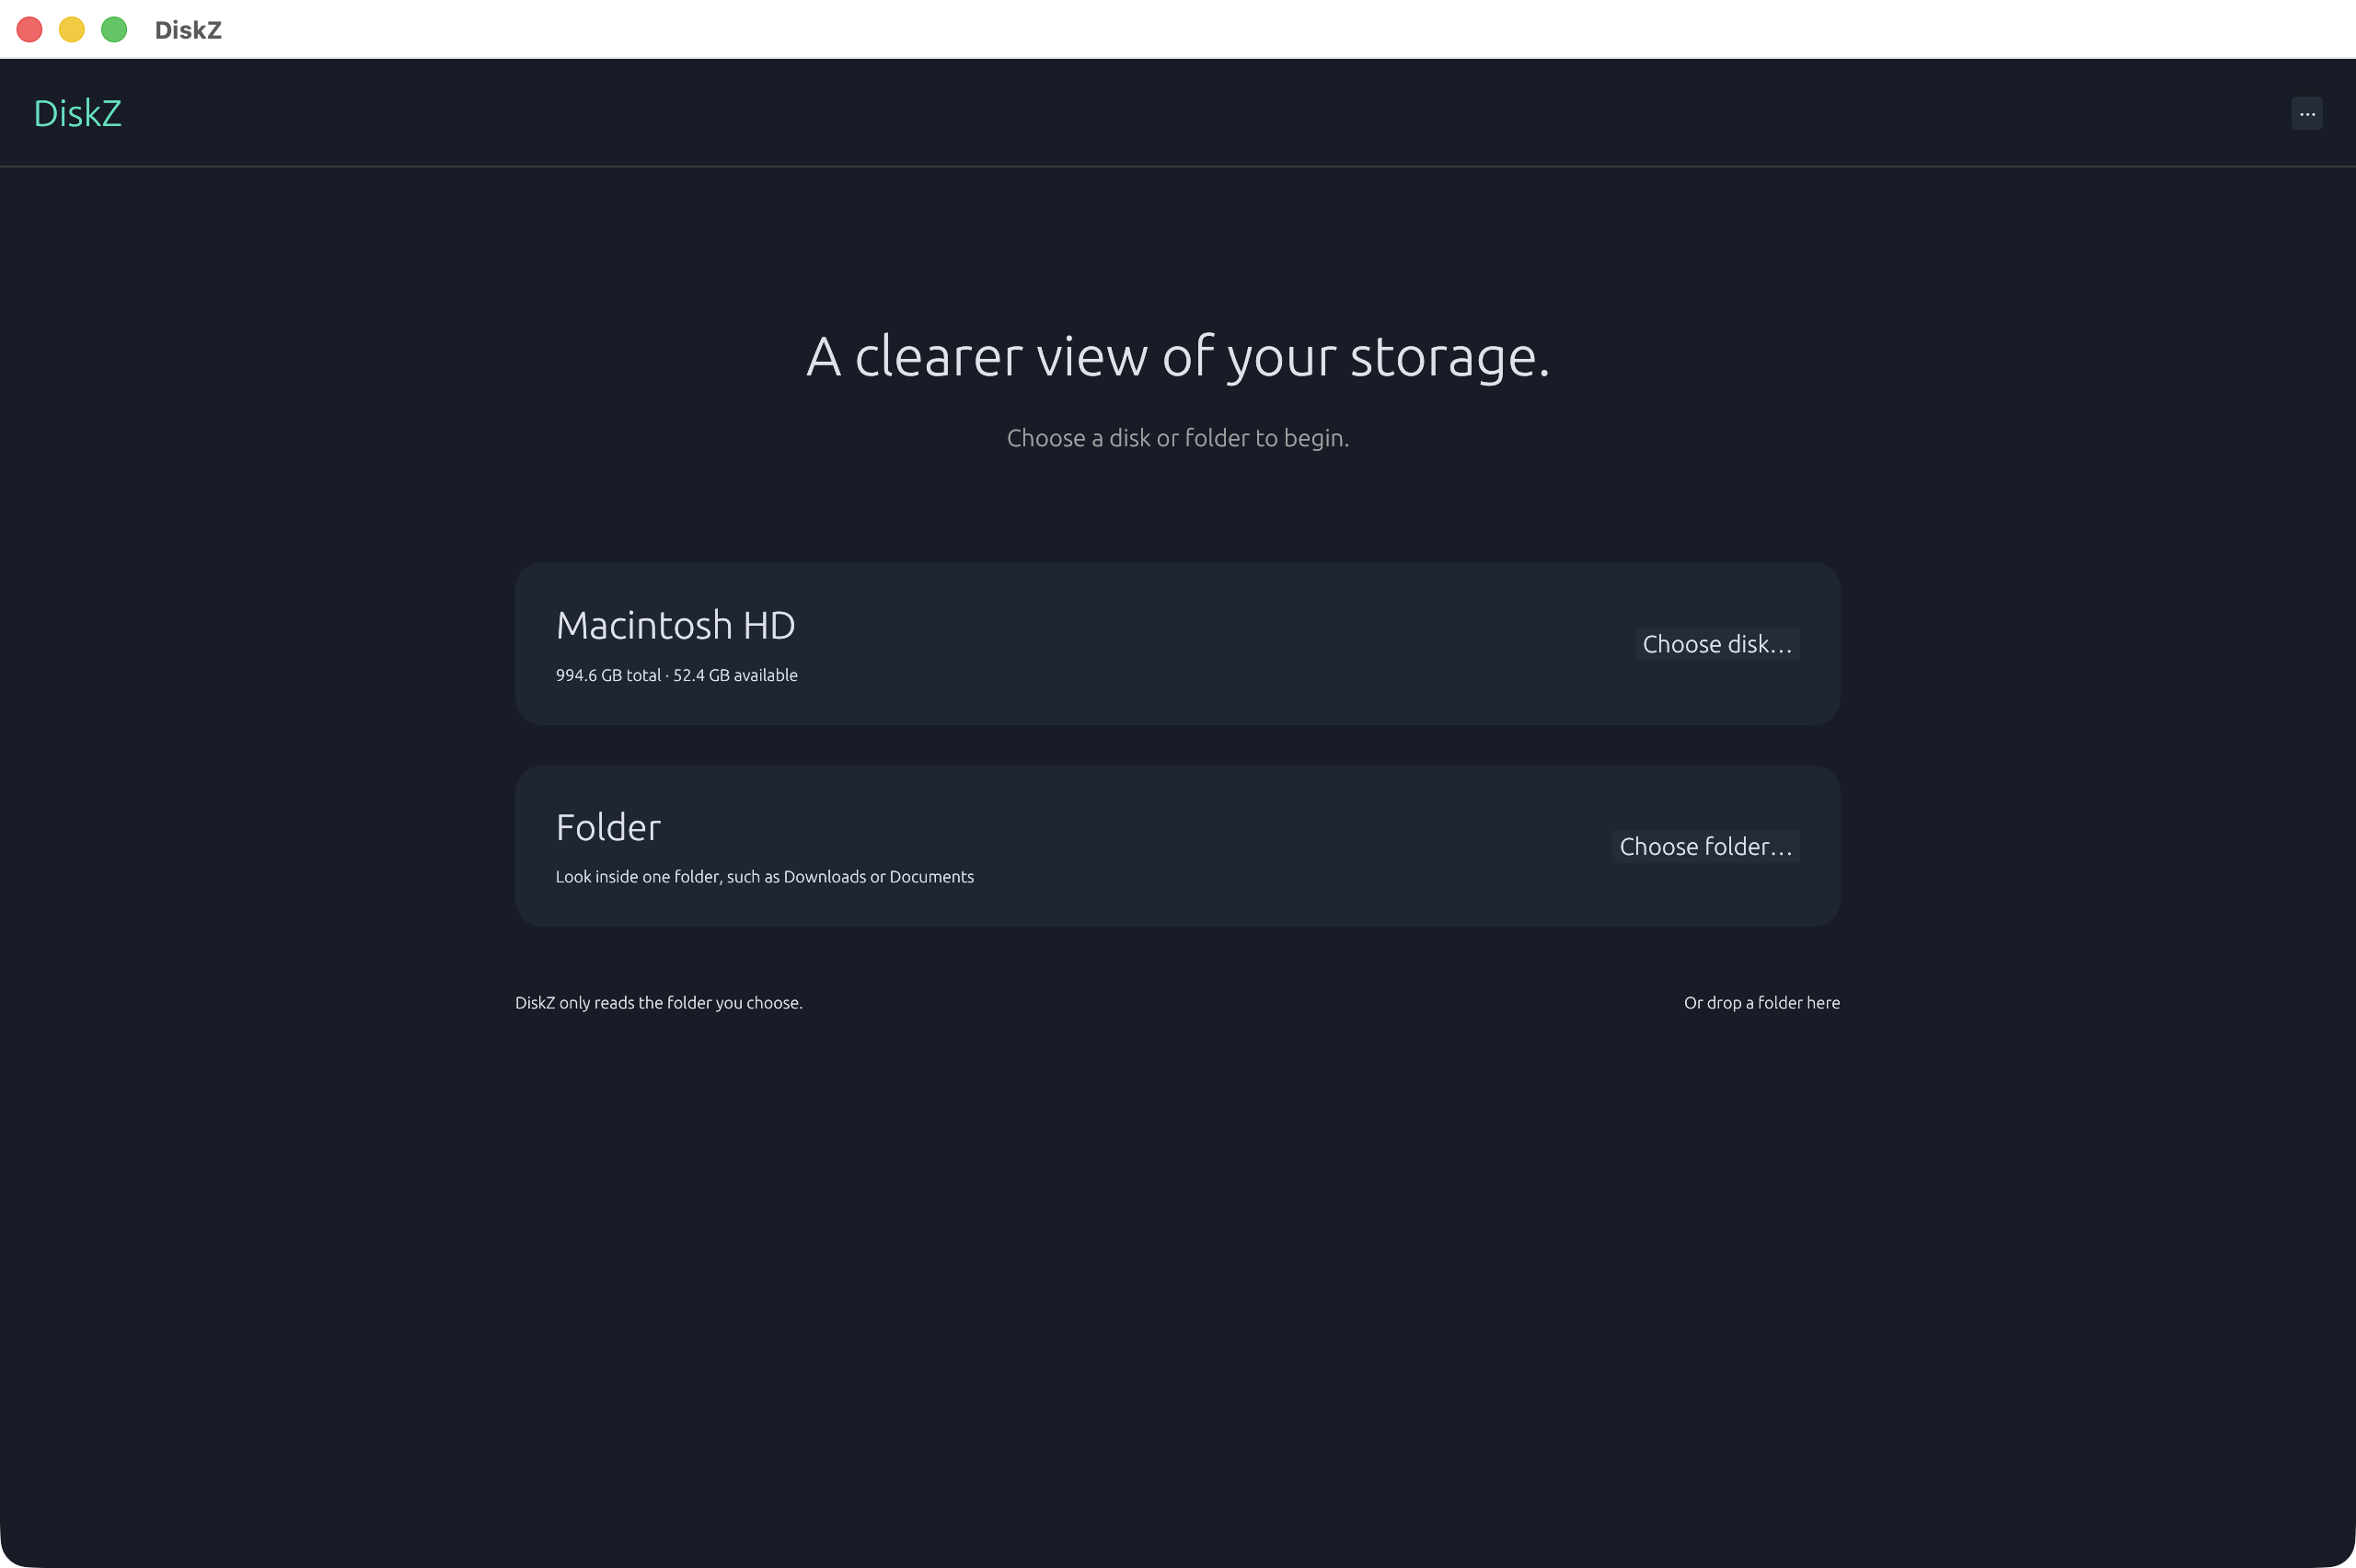 DiskZ
DiskZ
...
A clearer view of your storage.
Choose a disk or folder to begin.
Macintosh HD
994.6 GB total · 52.4 GB available
Choose disk…
Folder
Look inside one folder, such as Downloads or Documents
Choose folder…
DiskZ only reads the folder you choose.
Or drop a folder here